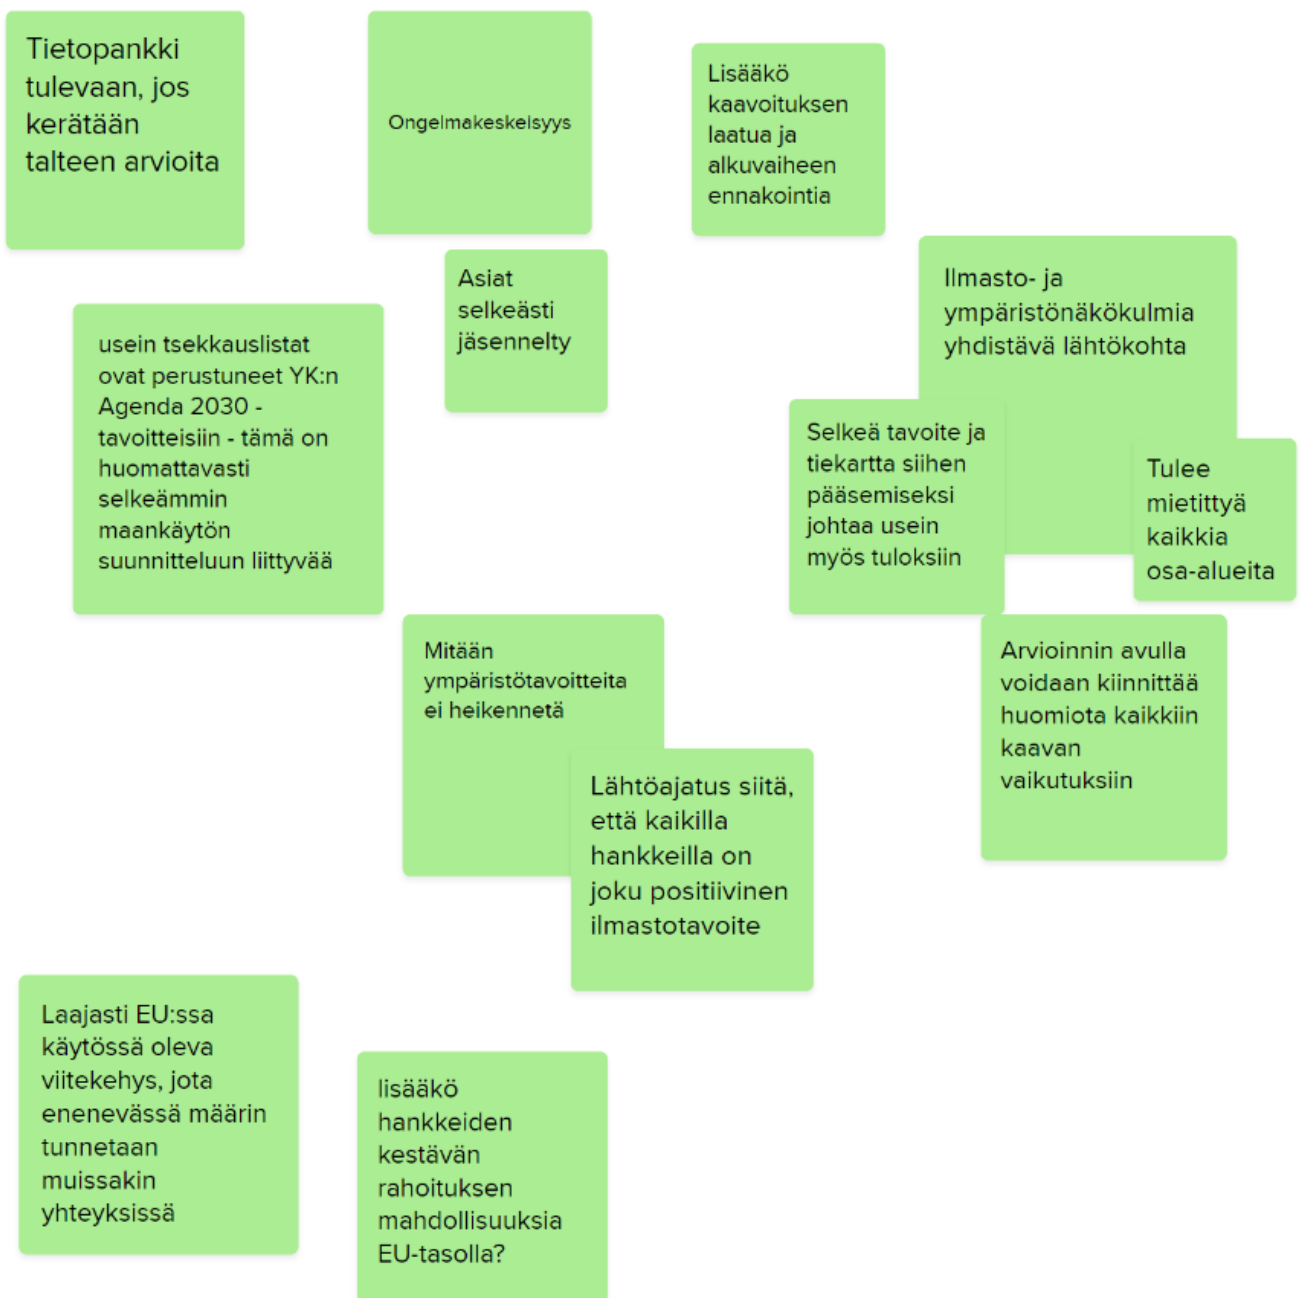 Tietopankki
tulevaan, jos
kerätään
talteen arvioita
Ongelmakeskeisyys
Lisääkö
kaavoituksen
laatua ja
alkuvaiheen
ennakointia
Asiat
selkeästi
jäsennelty
Ilmasto- ja
ympäristönäkökulmia
yhdistävä lähtökohta
usein tsekkauslistat
ovat perustuneet YK:n
Agenda 2030 -
tavoitteisiin - tämä on
huomattavasti
selkeämmin
maankäytön
suunnitteluun liittyvää
Selkeä tavoite ja
tiekartta siihen
pääsemiseksi
johtaa usein
myös tuloksiin
Tulee
mietittyä
kaikkia
osa-alueita
Mitään
ympäristötavoitteita
ei heikennetä
Arvioinnin avulla
voidaan kiinnittää
huomiota kaikkiin
kaavan
vaikutuksiin
Lähtöajatus siitä,
että kaikilla
hankkeilla on
joku positiivinen
ilmastotavoite
Laajasti EU:ssa
käytössä oleva
viitekehys, jota
enenevässä määrin
tunnetaan
muissakin
yhteyksissä
lisääkö
hankkeiden
kestävän
rahoituksen
mahdollisuuksia
EU-tasolla?